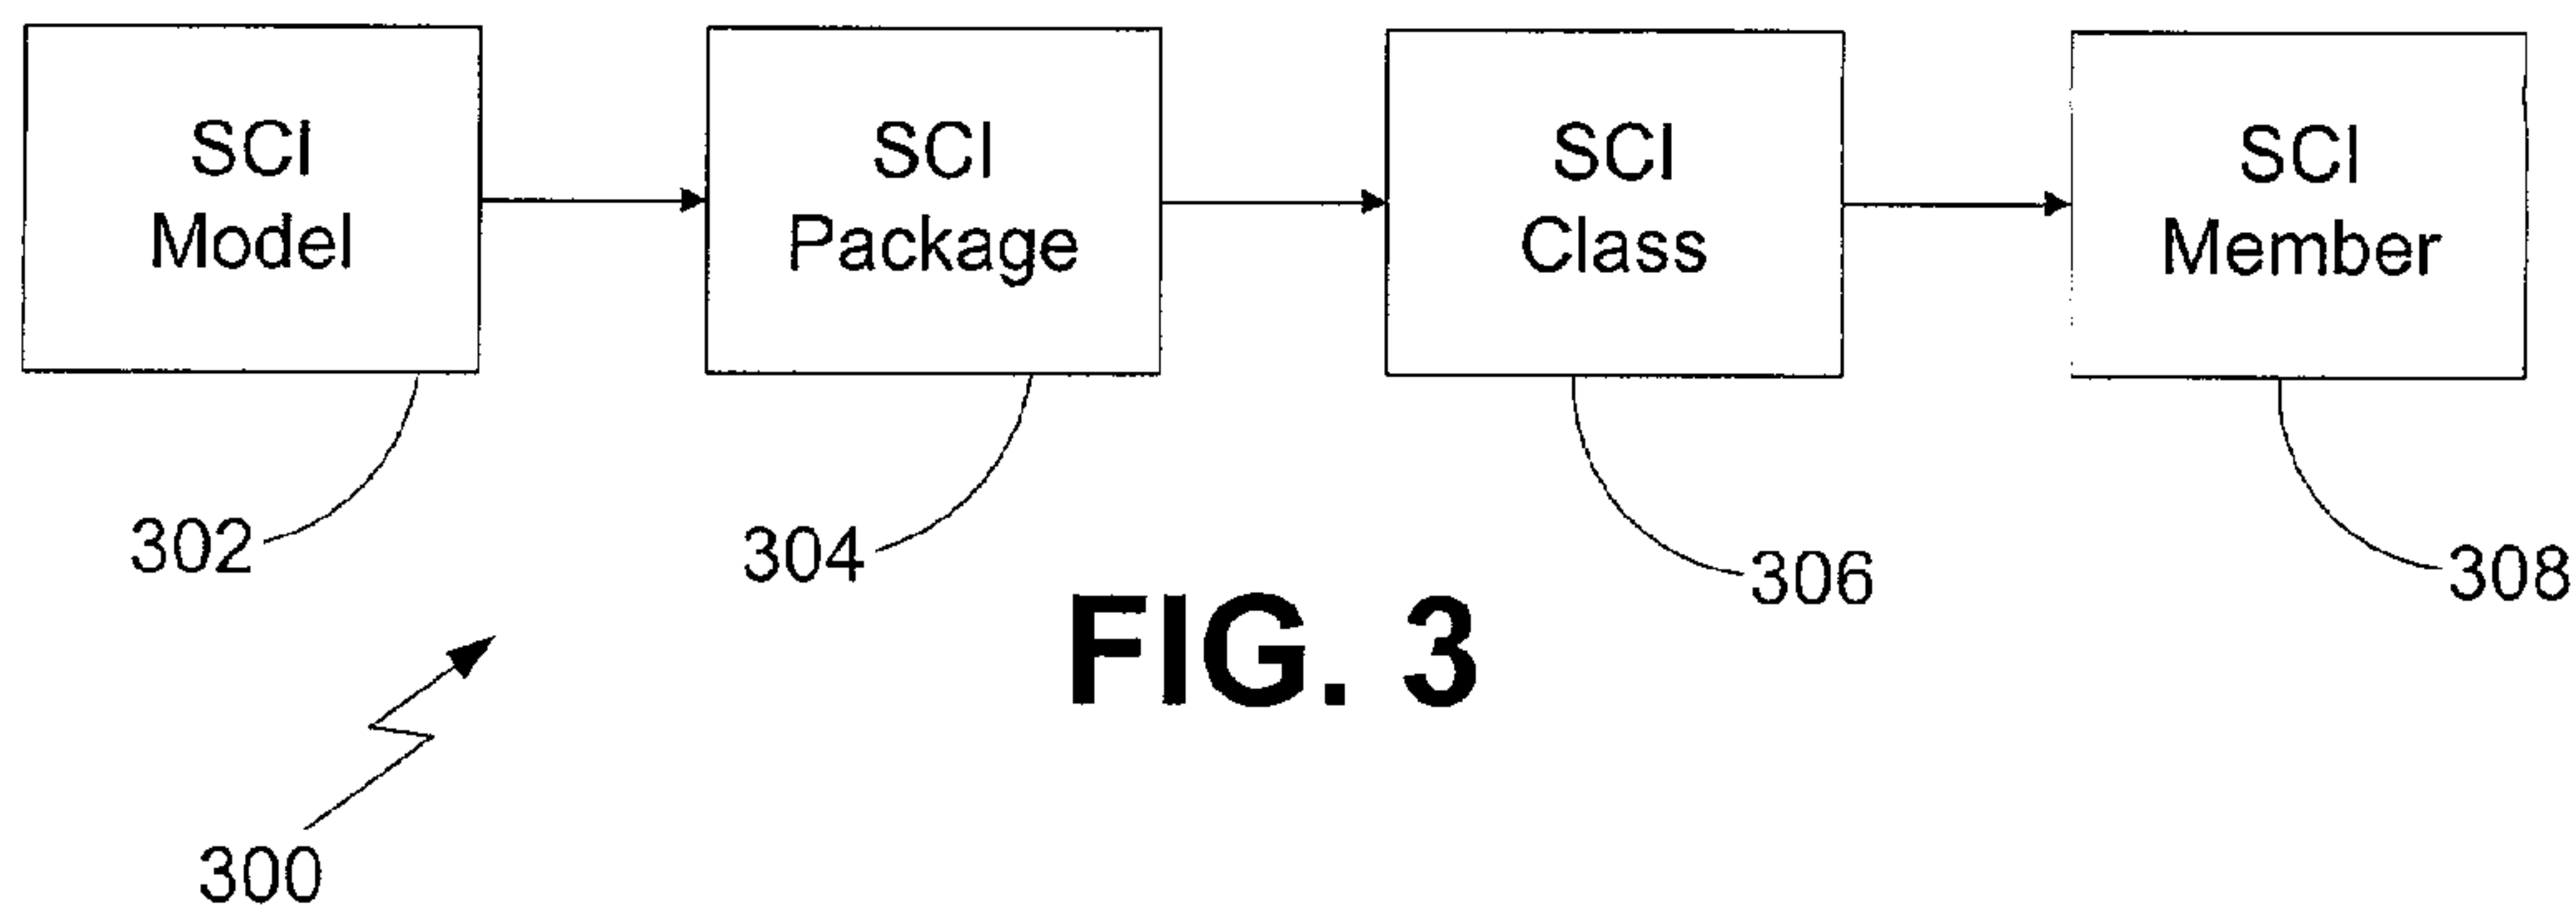 SCI
Model
SCI
Package
SCI
Class
SCI
Member
302
304
306
308
FIG. 3
300